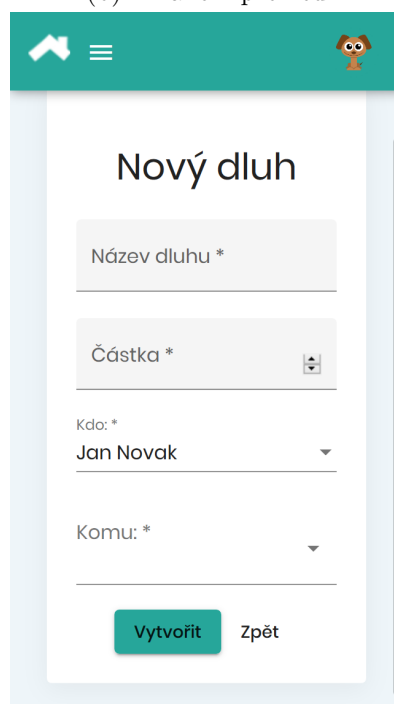 Nový dluh
Název dluhu *
Částka *
Kdo: *
Jan Novak
Komu: *
Vytvořit Zpět